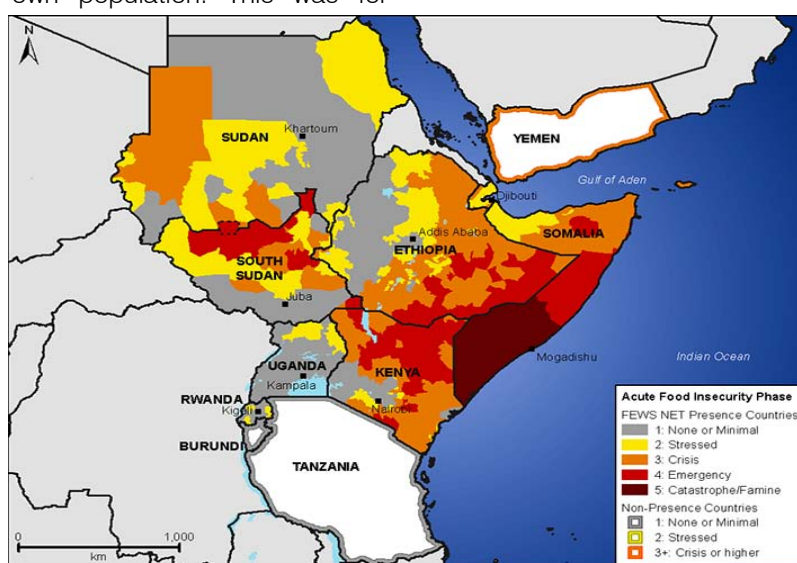 own population. This was for
N
SUDAN
Khartoum
YEMEN
Gulf of Aden
Djibouti
Addis Ababa
ETHIOPIA
SOMALIA
SOUTH
SUDAN
Juba
UGANDA
Kampala
KENYA
Mogadishu
Indian Ocean
RWANDA
Kigali
Nairobi
BURUNDI
TANZANIA
0 1,000
km
Acute Food Insecurity Phase
FEWS NET Presence Countries
1: None or Minimal
2: Stressed
3: Crisis
4: Emergency
5: Catastrophe/Famine
Non-Presence Countries
1: None or Minimal
2: Stressed
3+: Crisis or higher